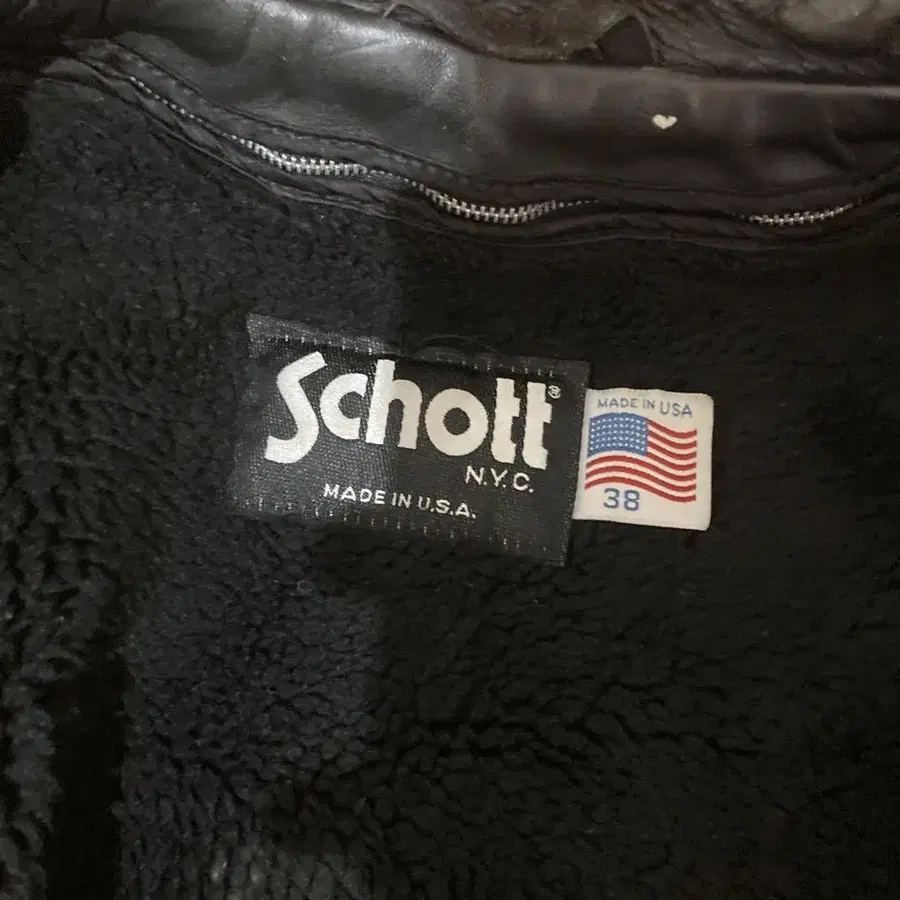 Schott®
N.Y.C.
MADE IN U.S.A.
MADE IN USA
38